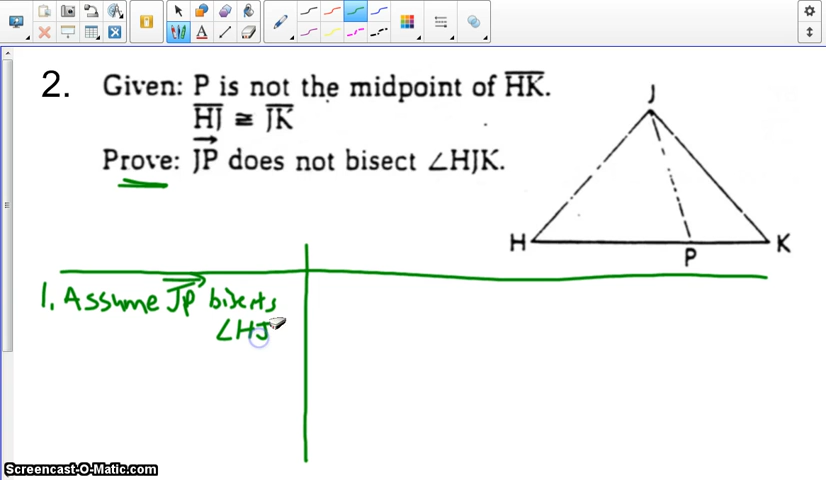 2. Given: P is not the midpoint of HK.
HJ ≅ JK
Prove: JP does not bisect ∠HJK.
J
H
K
P
1. Assume JP bisects
∠HJ
Screencast-O-Matic.com